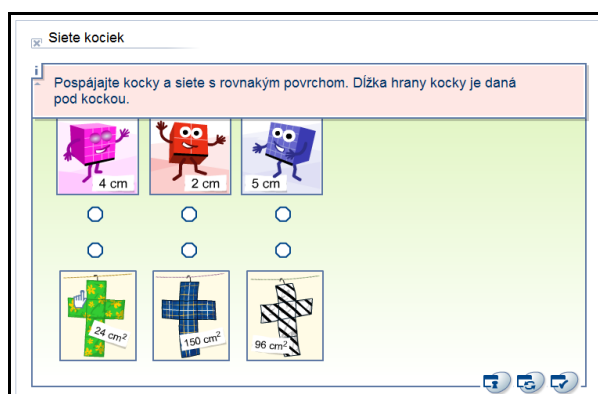 Siete kociek
i
Pospájajte kocky a siete s rovnakým povrchom. Dĺžka hrany kocky je daná
pod kockou.
4 cm 2 cm 5 cm
24 cm² 150 cm² 96 cm²